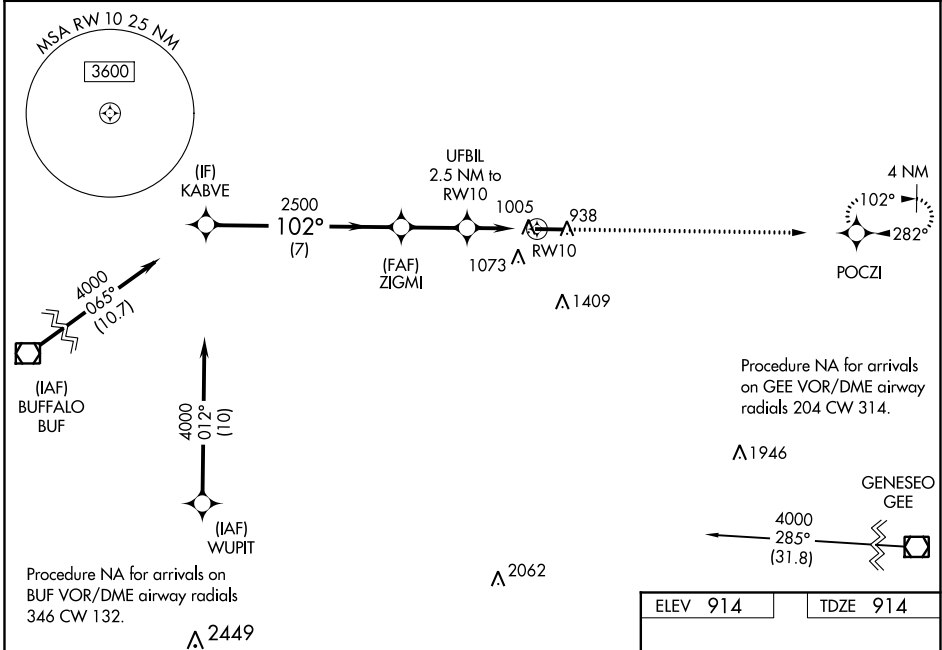 MSA RW 10 25 NM
3600
(IF)
KABVE
2500
102°
(7)
UFBIL
2.5 NM to
RW10
(FAF)
ZIGMI
1005
938
RW10
1073
1409
4 NM
102°
282°
POCZI
4000
065°
(10.7)
(IAF)
BUFFALO
BUF
4000
012°
(10)
(IAF)
WUPIT
Procedure NA for arrivals
on GEE VOR/DME airway
radials 204 CW 314.
1946
GENESEO
GEE
4000
285°
(31.8)
Procedure NA for arrivals on
BUF VOR/DME airway radials
346 CW 132.
2062
2449
ELEV 914
TDZE 914